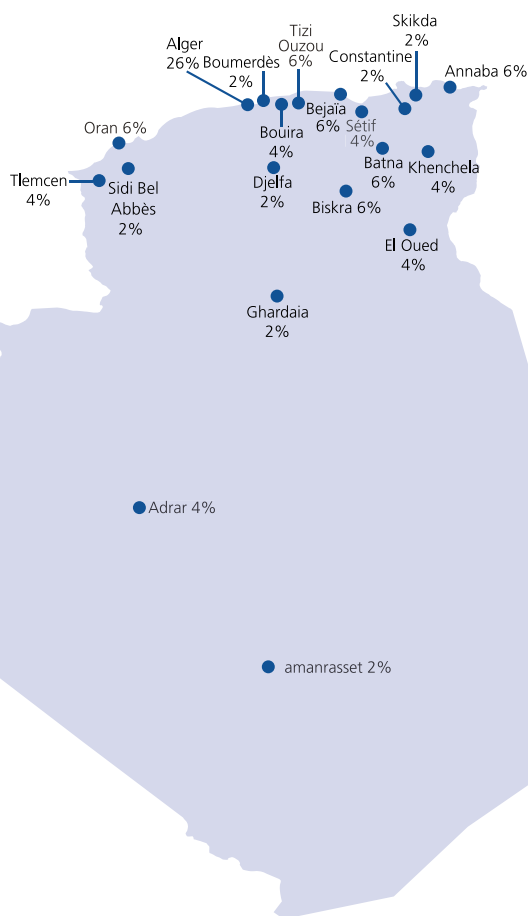 Skikda
2%
Tizi
Ouzou
6%
Alger
26%
Boumerdès
2%
Constantine
2%
Annaba 6%
Bejaïa
6%
Sétif
4%
Oran 6%
Bouira
4%
Batna
6%
Khenchela
4%
Tlemcen
4%
Sidi Bel
Abbès
2%
Djelfa
2%
Biskra 6%
El Oued
4%
Ghardaia
2%
Adrar 4%
amanrasset 2%